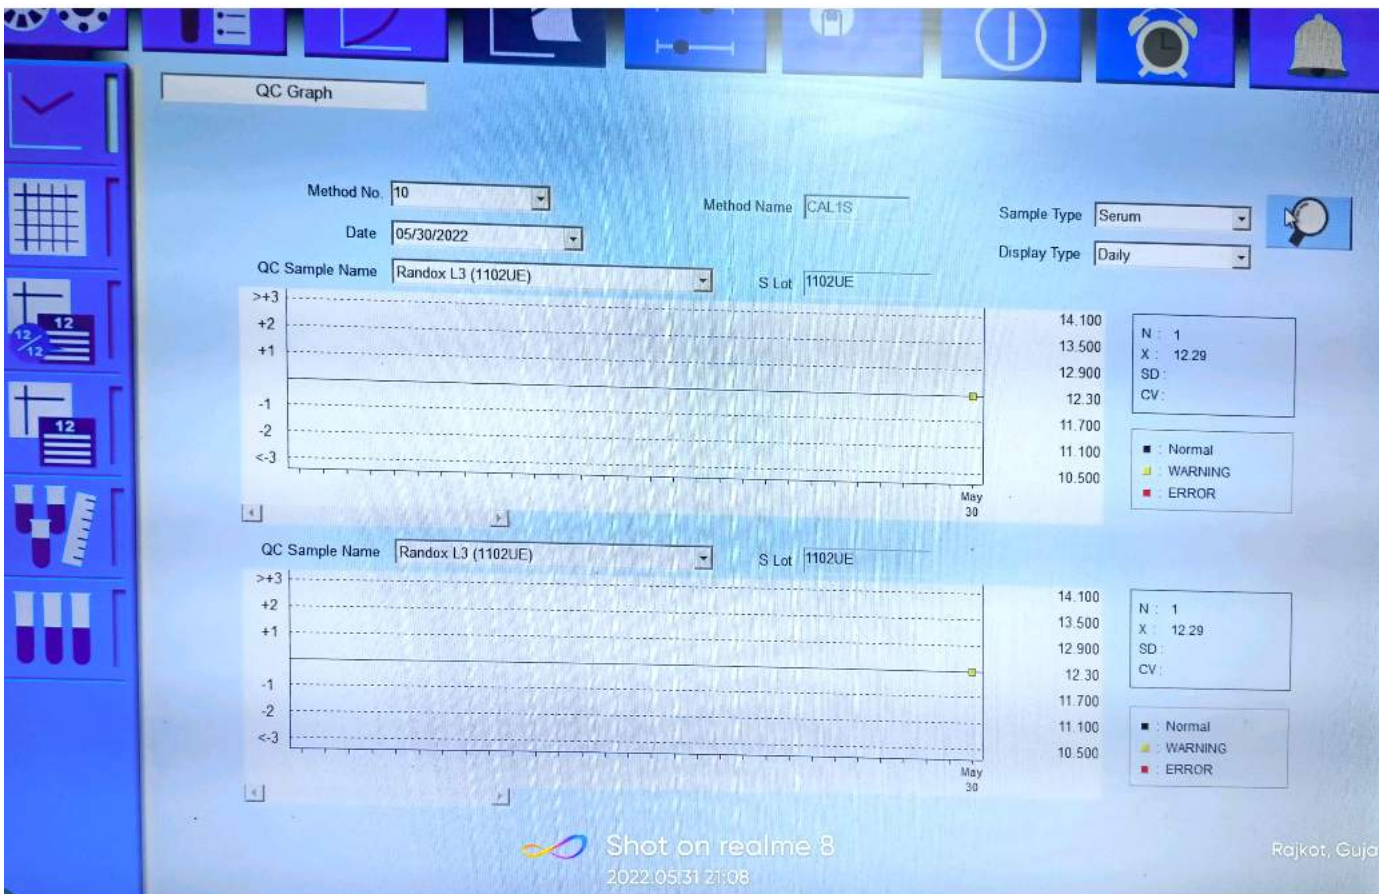 QC Graph
Method No. 10
Method Name CAL1S
Sample Type Serum
Date 05/30/2022
Display Type Daily
QC Sample Name Randox L3 (1102UE)
S Lot 1102UE
>+3
+2
+1
-1
-2
<-3
14.100
13.500
12.900
12.30
11.700
11.100
10.500
N : 1
X : 12.29
SD :
CV :
: Normal
: WARNING
: ERROR
May
30
QC Sample Name Randox L3 (1102UE)
S Lot 1102UE
>+3
+2
+1
-1
-2
<-3
14.100
13.500
12.900
12.30
11.700
11.100
10.500
N : 1
X : 12.29
SD :
CV :
: Normal
: WARNING
: ERROR
May
30
12
12/12
12
Shot on realme 8
2022.05.31 21:08
Rajkot, Guja